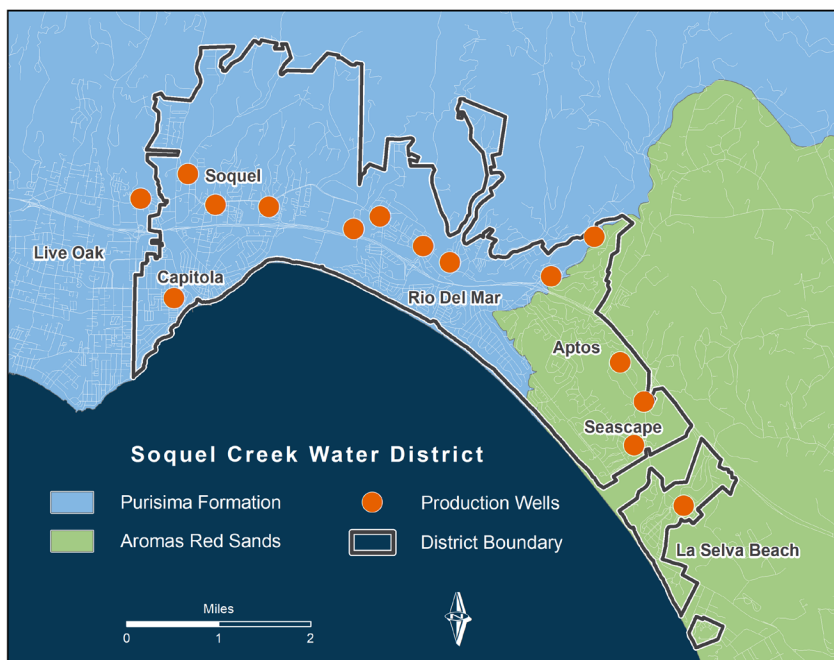 Soquel
Live Oak
Capitola
Rio Del Mar
Aptos
Seascape
La Selva Beach
Soquel Creek Water District
Purisima Formation
Production Wells
Aromas Red Sands
District Boundary
Miles
0 1 2
N